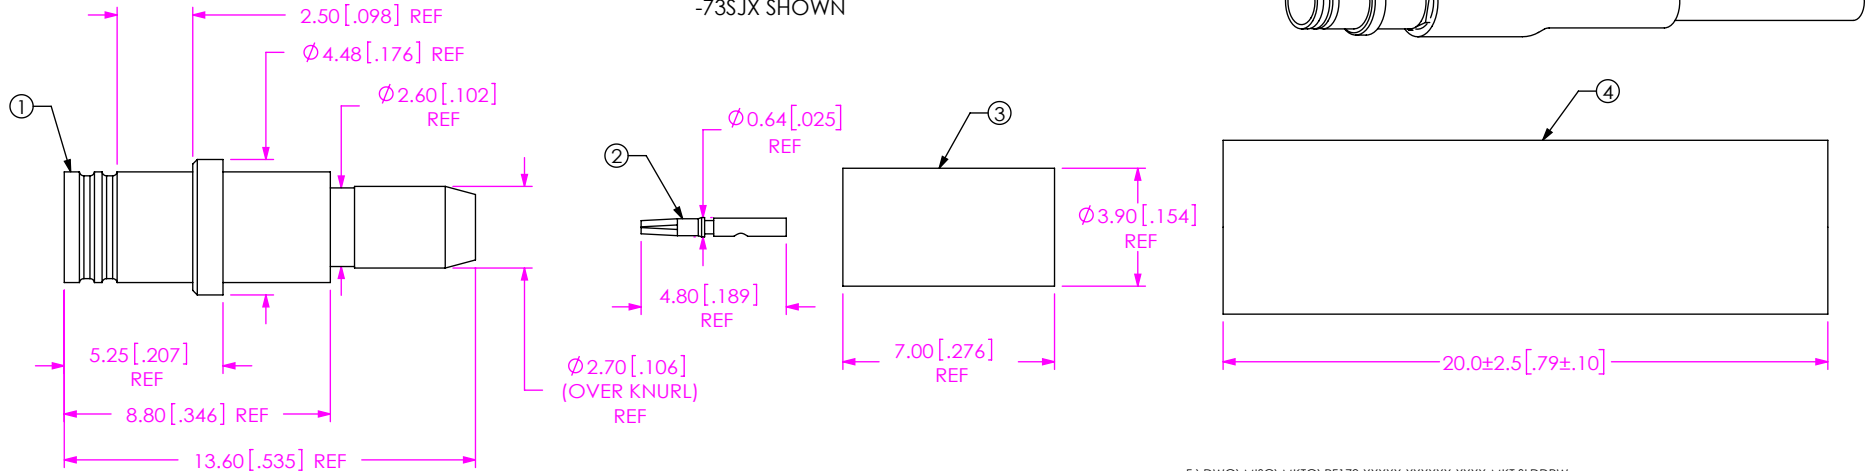 2.50[.098] REF
-73SJX SHOWN
Ø4.48[.176] REF
Ø2.60[.102]
REF
1
Ø0.64[.025]
REF
2
3
4
Ø3.90[.154]
REF
4.80[.189]
REF
5.25[.207]
REF
Ø2.70[.106]
(OVER KNURL)
REF
7.00[.276]
REF
20.0±2.5[.79±.10]
8.80[.346] REF
13.60[.535] REF